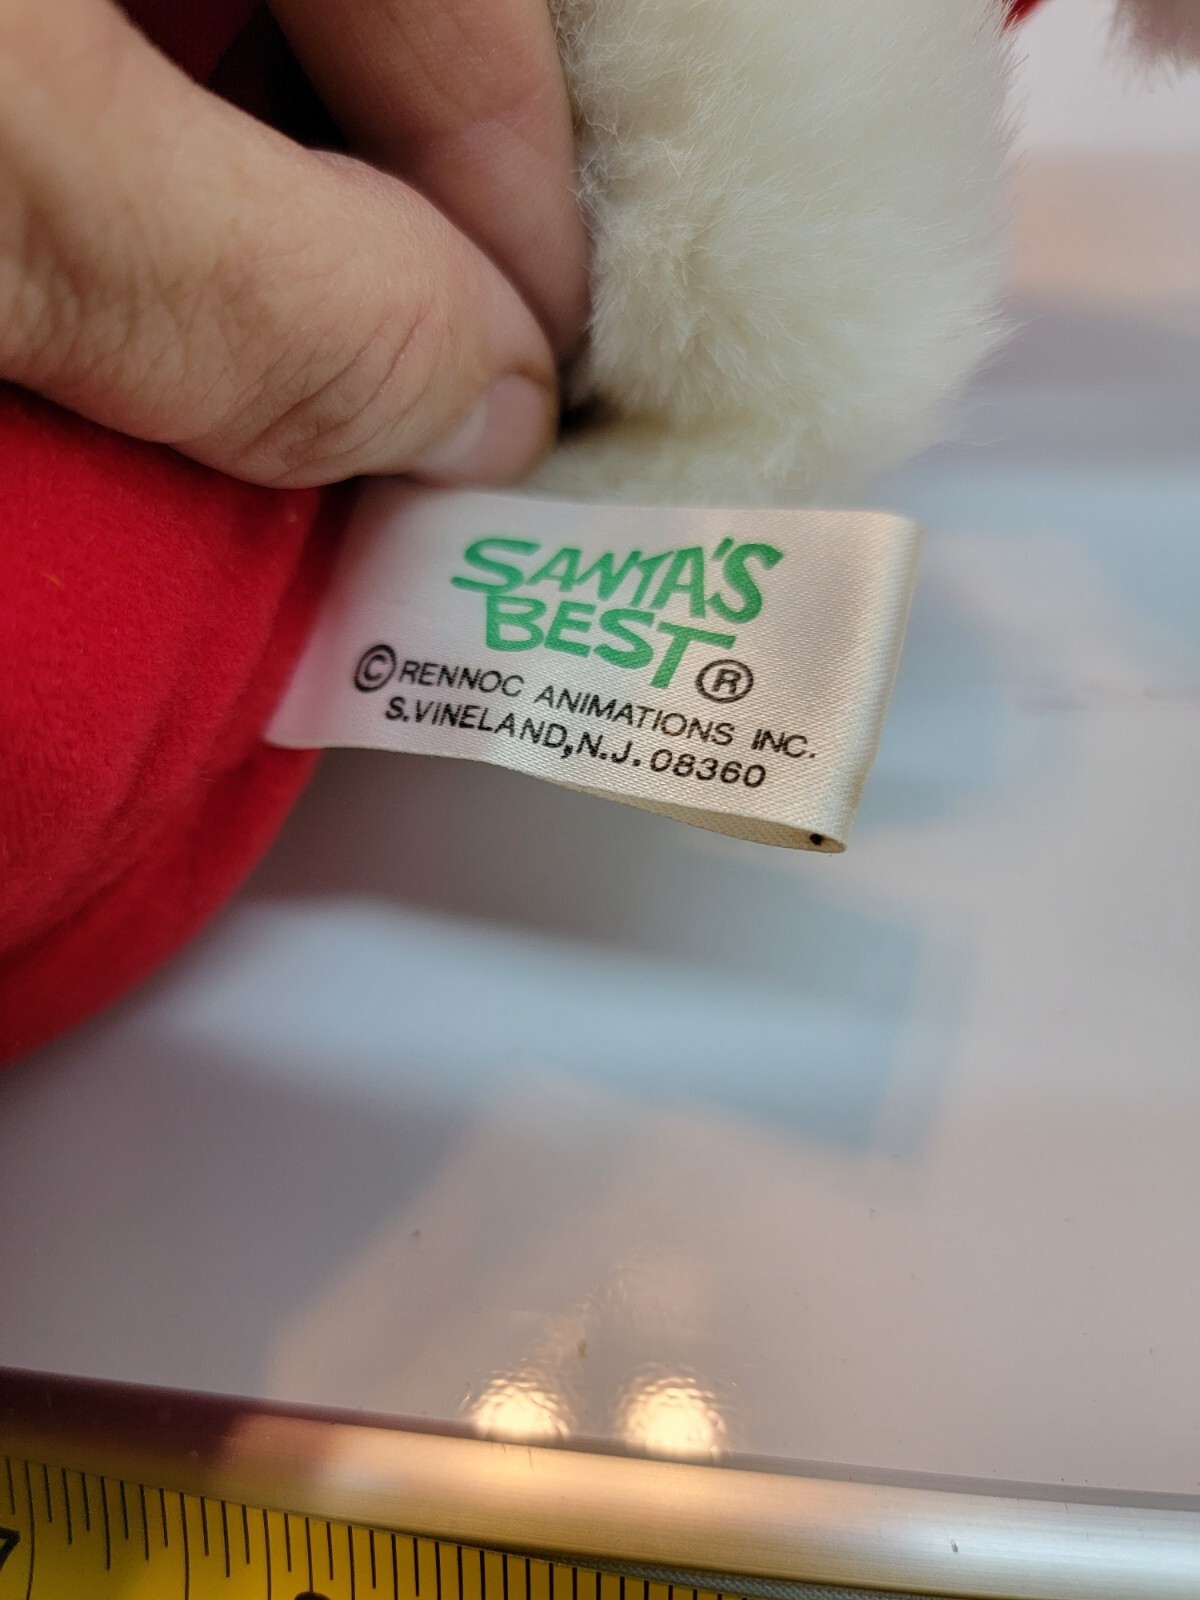 SANTA'S
BEST®
©RENNOC ANIMATIONS INC.
S.VINELAND,N.J.08360